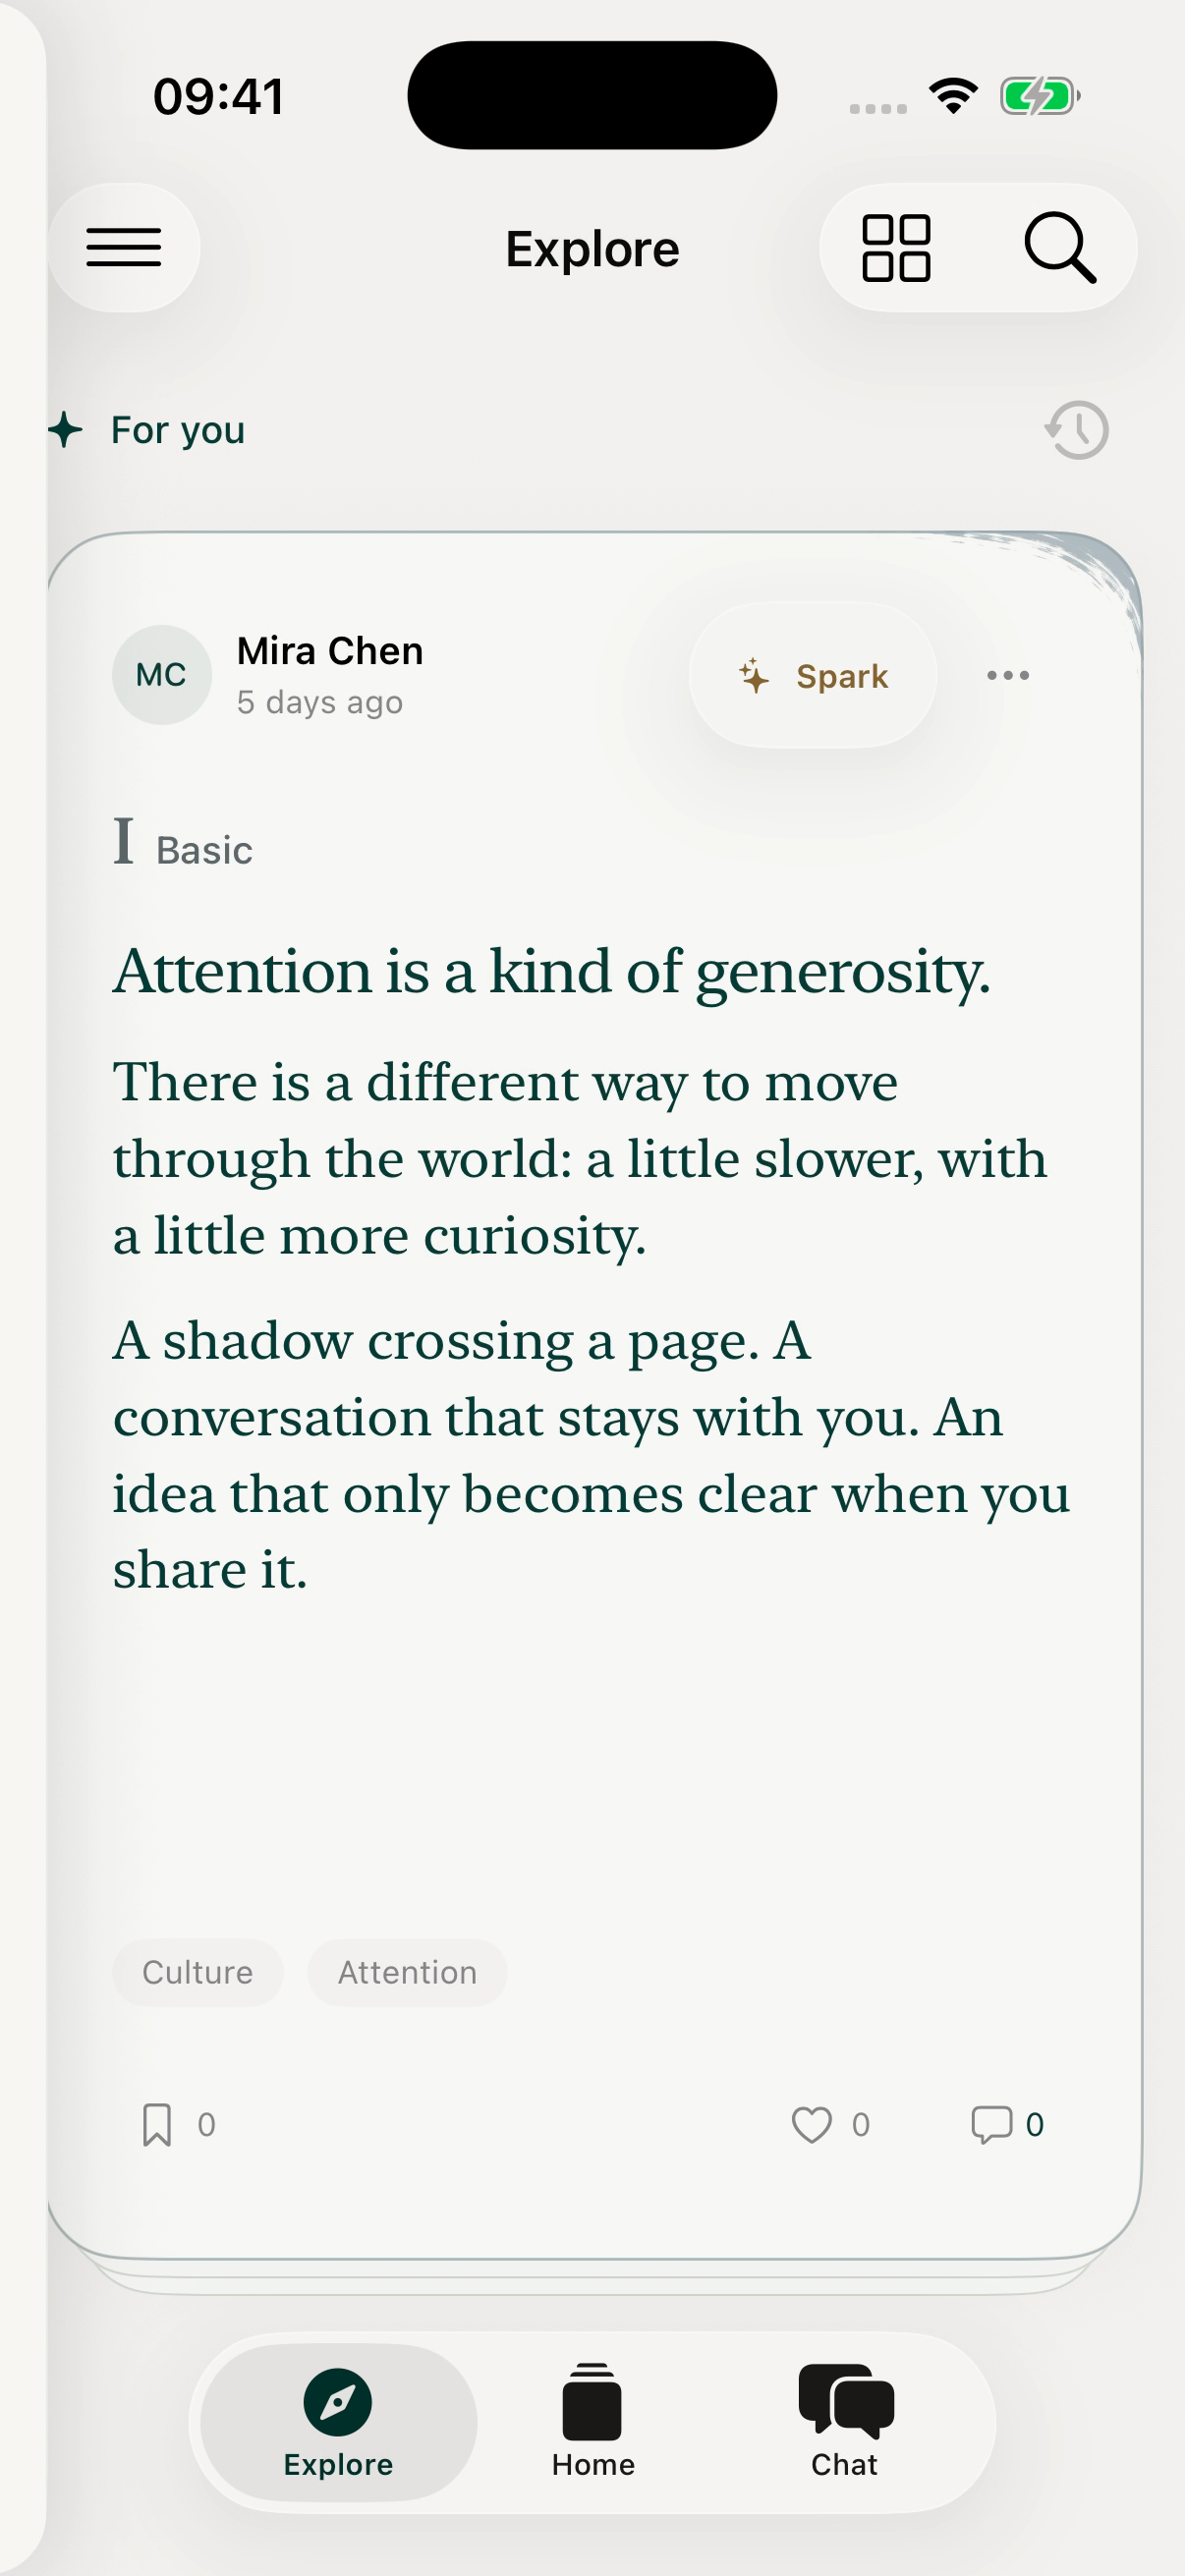 09:41
Explore
For you
MC
Mira Chen
5 days ago
Spark
I Basic
Attention is a kind of generosity.
There is a different way to move
through the world: a little slower, with
a little more curiosity.
A shadow crossing a page. A
conversation that stays with you. An
idea that only becomes clear when you
share it.
Culture
Attention
0
0
0
Explore
Home
Chat